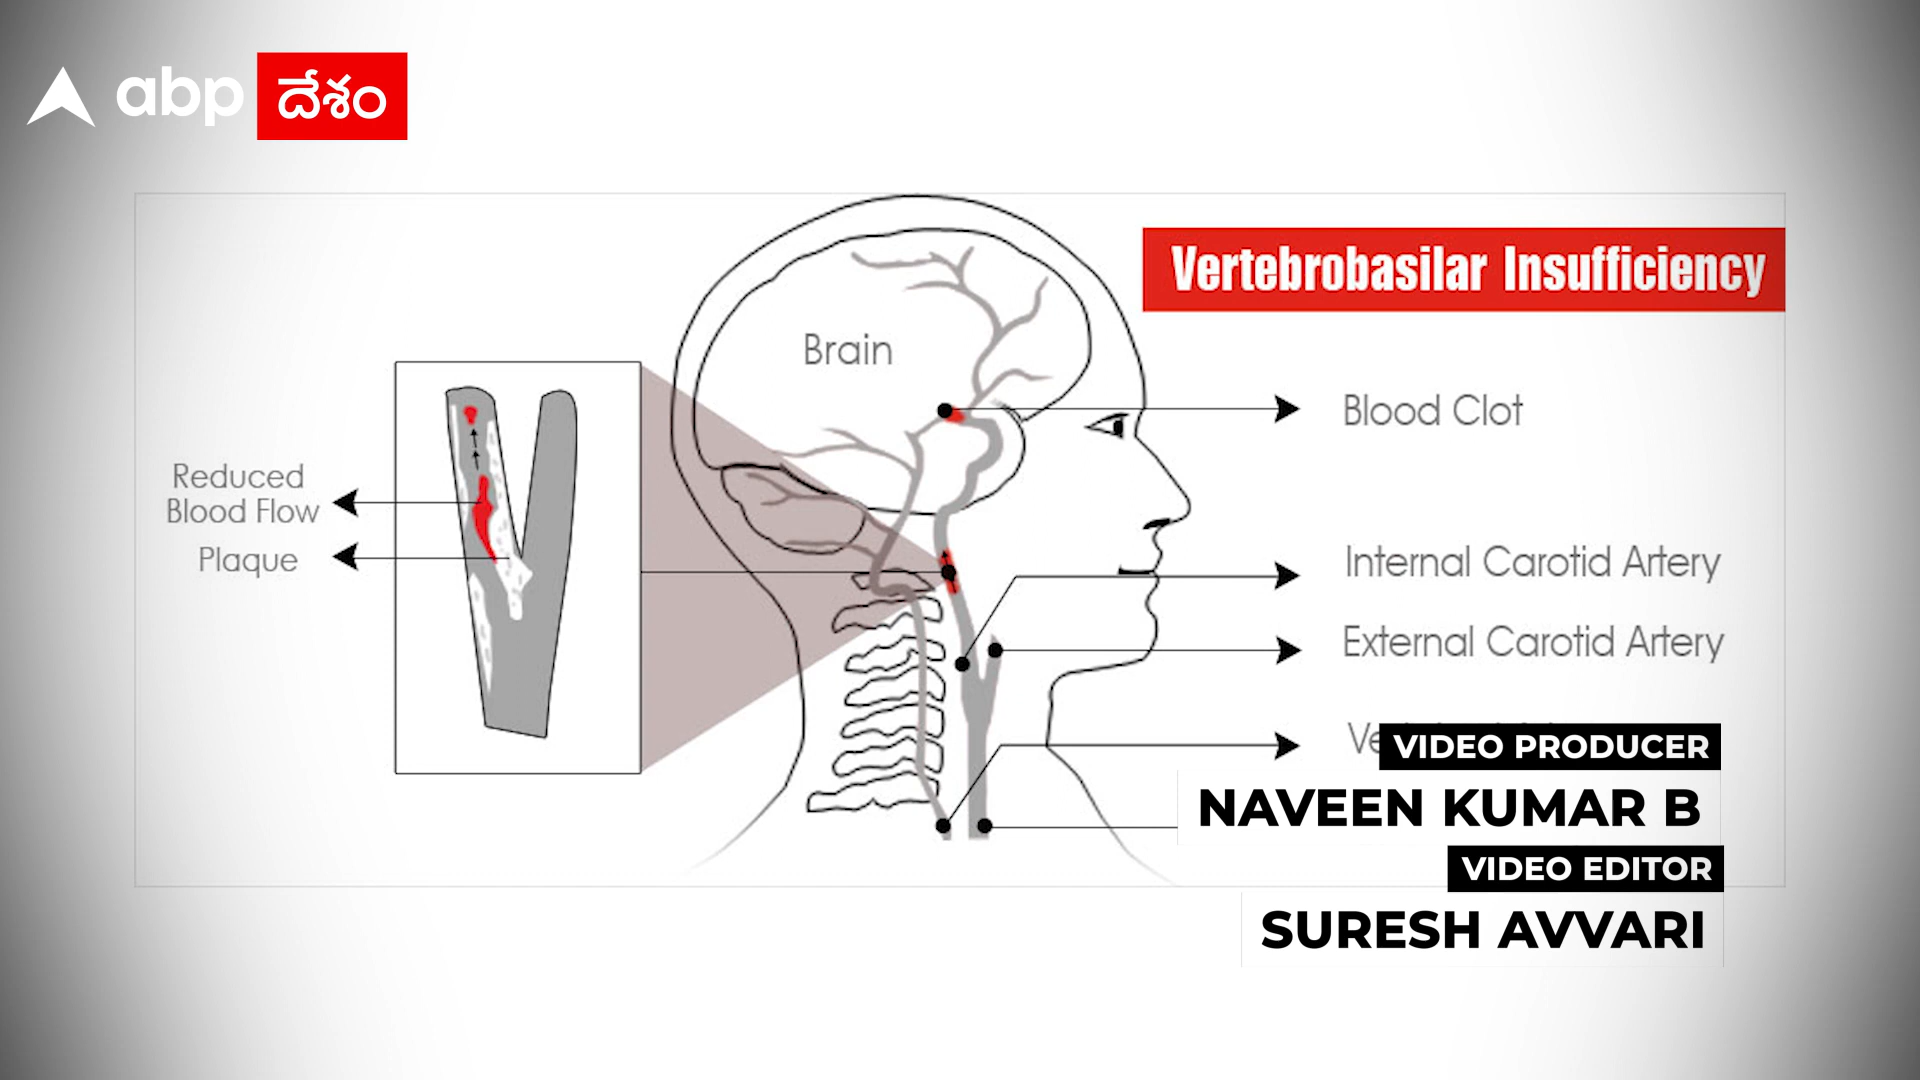 abp దేశం
Vertebrobasilar Insufficiency
Brain
Blood Clot
Reduced
Blood Flow
Plaque
Internal Carotid Artery
External Carotid Artery
VIDEO PRODUCER
NAVEEN KUMAR B
VIDEO EDITOR
SURESH AVVARI